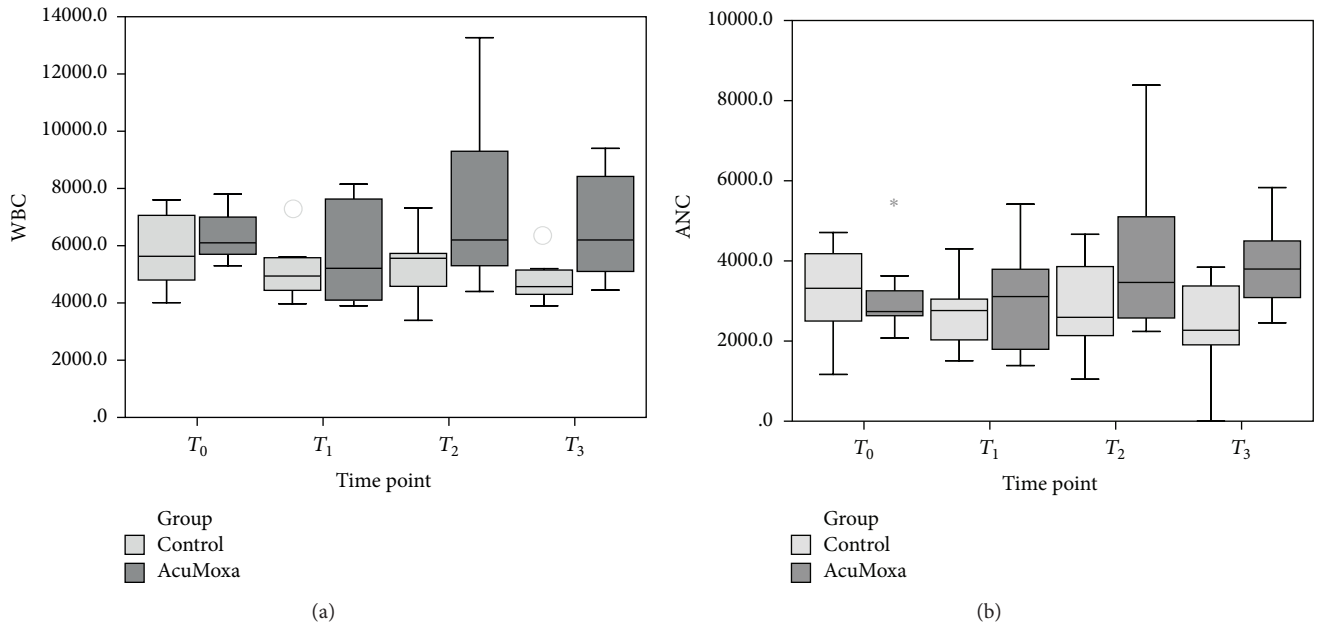 14000.0
12000.0
10000.0
8000.0
6000.0
4000.0
2000.0
.0
WBC
T0 T1 T2 T3
Time point
Group
Control
AcuMoxa
(a)
10000.0
8000.0
6000.0
4000.0
2000.0
.0
ANC
*
T0 T1 T2 T3
Time point
Group
Control
AcuMoxa
(b)